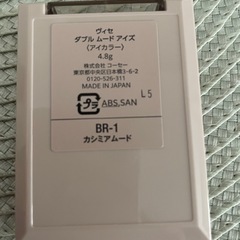 ヴィセ
ダブル ムード アイズ
(アイカラー)
4.8g
株式会社 コーセー
東京都中央区日本橋3-6-2
0120-526-311
MADE IN JAPAN
L5
プラ
ABS,SAN
BR-1
カシミアムード